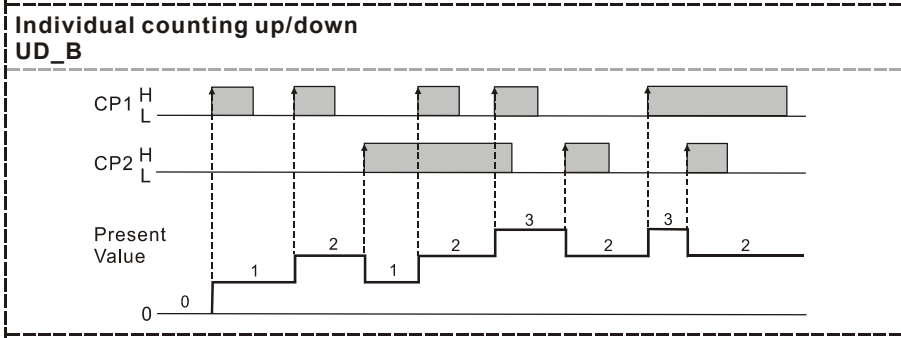 Individual counting up/down
UD_B
CP1 H
L
CP2 H
L
Present
Value
0
0
1
2
1
2
3
2
3
2